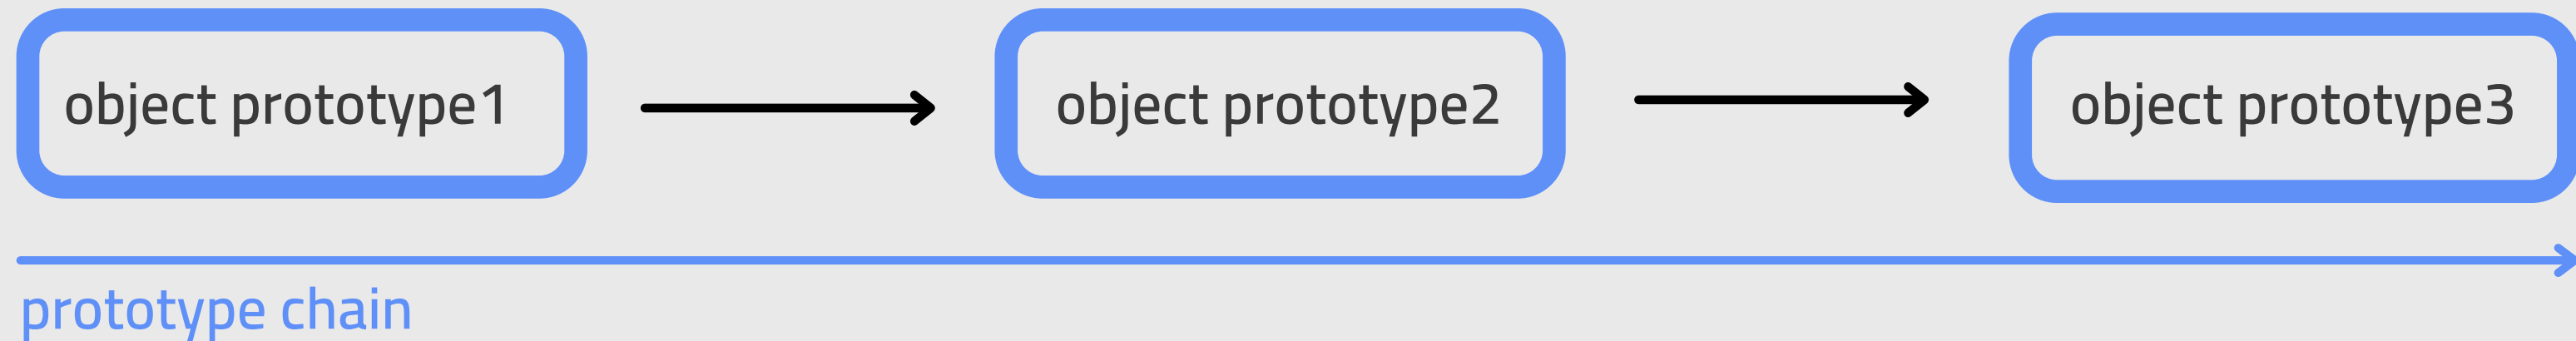 object prototype1
object prototype2
object prototype3
prototype chain